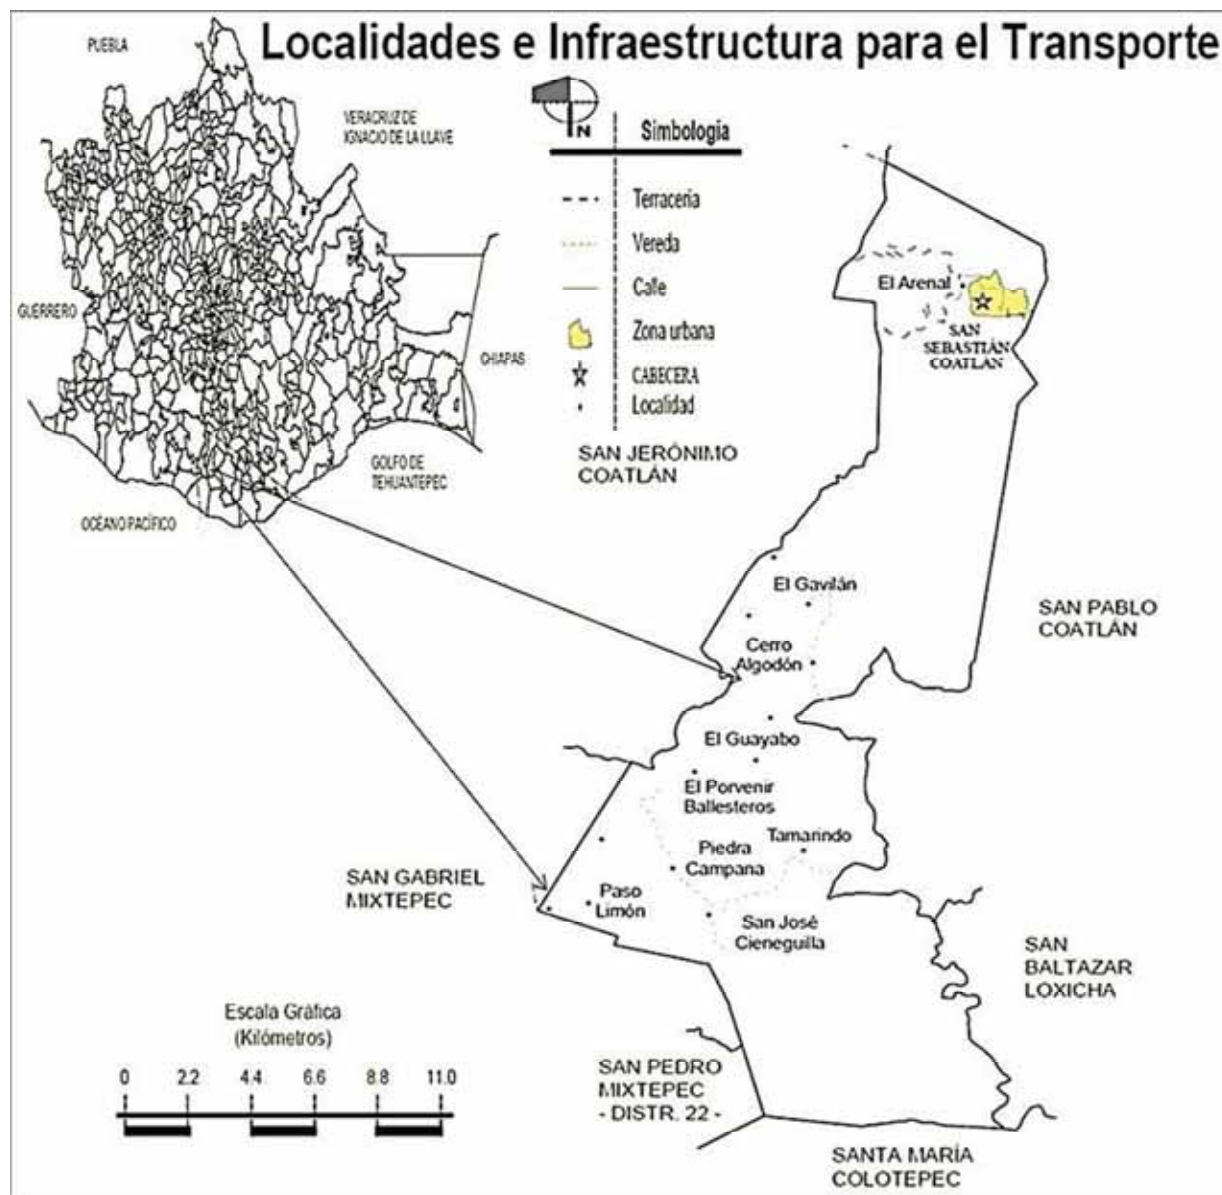 Localidades e Infraestructura para el Transporte
PUEBLA
VERACRUZ DE
IGNACIO DE LA LLAVE
GUERRERO
CHIAPAS
GOLFO DE
TEHUANTEPEC
OCÉANO PACÍFICO
N
Simbología
Terracería
Vereda
Calle
Zona urbana
CABECERA
Localidad
SAN JERÓNIMO
COATLÁN
El Arenal
SAN
SEBASTIÁN
COATLÁN
El Gavilán
Cerro
Algodón
SAN PABLO
COATLÁN
El Guayabo
El Porvenir
Ballesteros
Tamarindo
Piedra
Campana
Paso
Limón
San José
Cieneguilla
SAN GABRIEL
MIXTEPEC
SAN
BALTAZAR
LOXICHA
SAN PEDRO
MIXTEPEC
- DISTR. 22 -
SANTA MARÍA
COLOTEPEC
Escala Gráfica
(Kilómetros)
0 2.2 4.4 6.6 8.8 11.0